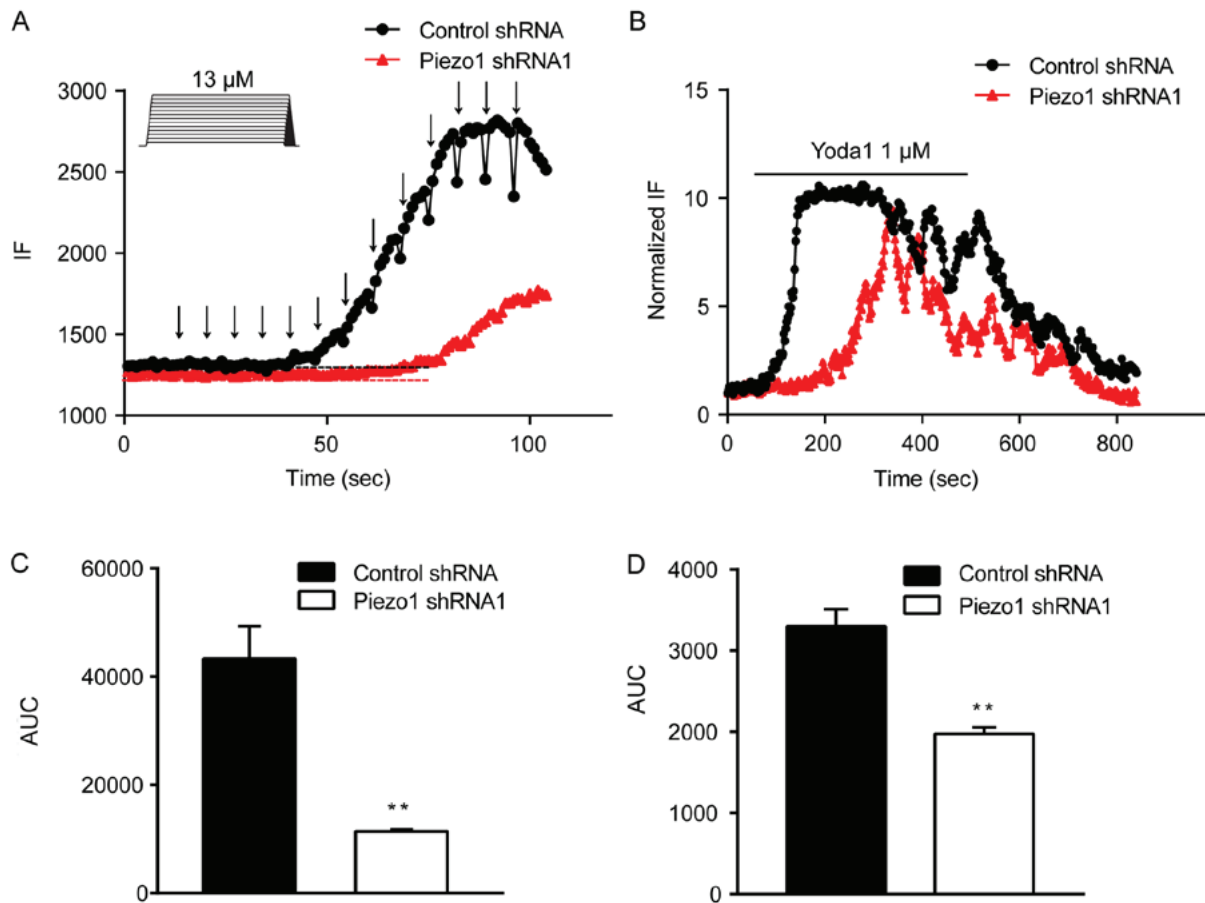 A
Control shRNA
Piezo1 shRNA1
13 μM
3000
2500
2000
1500
1000
IF
0
50
100
Time (sec)
B
Control shRNA
Piezo1 shRNA1
Yoda1 1 μM
15
10
5
0
Normalized IF
0
200
400
600
800
Time (sec)
C
Control shRNA
Piezo1 shRNA1
60000
40000
20000
0
AUC
**
D
Control shRNA
Piezo1 shRNA1
4000
3000
2000
1000
0
AUC
**